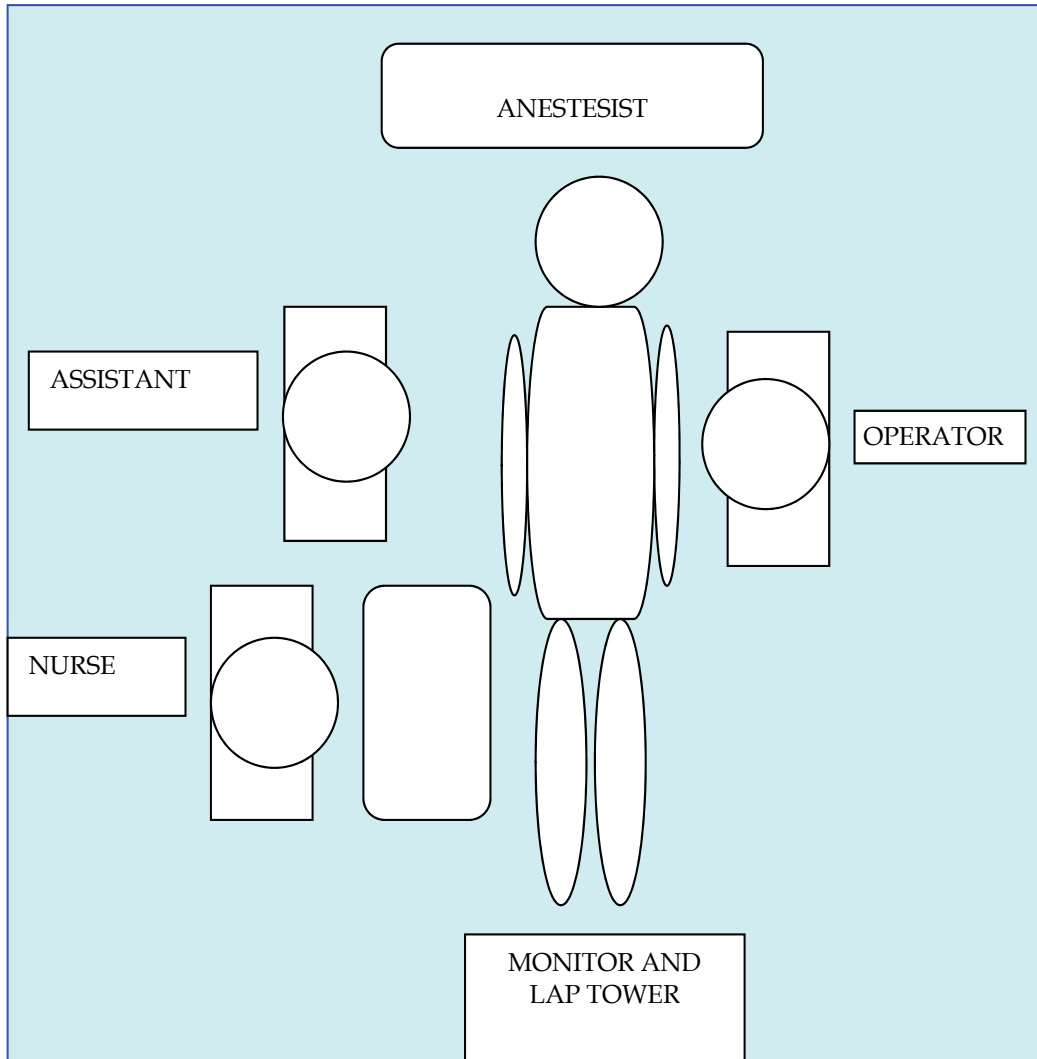 ANESTESIST
ASSISTANT
OPERATOR
NURSE
MONITOR AND
LAP TOWER